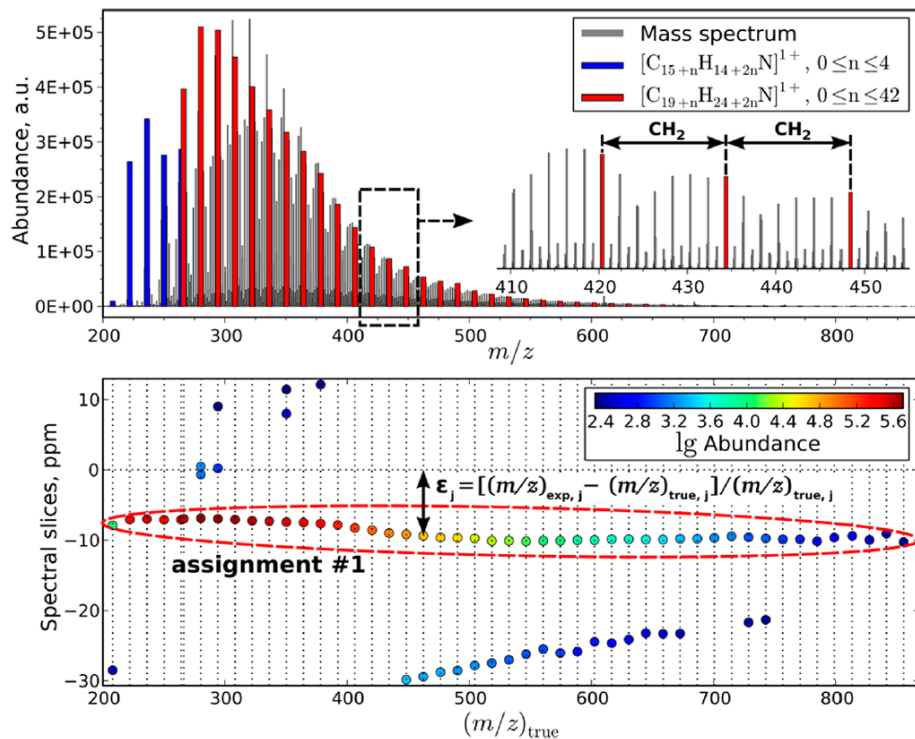 5E+05
4E+05
3E+05
2E+05
1E+05
0E+00
Abundance, a.u.
Mass spectrum
[C₁₅₊ₙH₁₄₊₂ₙN]¹⁺, 0≤n≤4
[C₁₉₊ₙH₂₄₊₂ₙN]¹⁺, 0≤n≤42
CH₂ CH₂
410 420 430 440 450
200 300 400 500 600 700 800
m/z
10
0
−10
−20
−30
Spectral slices, ppm
2.4 2.8 3.2 3.6 4.0 4.4 4.8 5.2 5.6
lg Abundance
εⱼ=[(m/z)exp, j− (m/z)true, j]/(m/z)true, j
assignment #1
200 300 400 500 600 700 800
(m/z)true